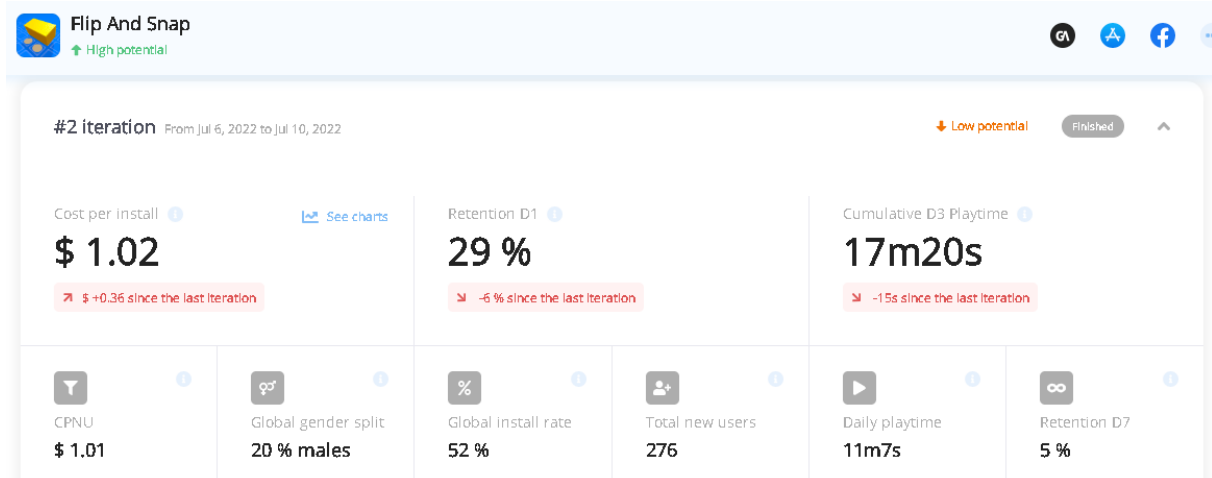 Flip And Snap
High potential
#2 iteration From Jul 6, 2022 to Jul 10, 2022
Low potential
Finished
Cost per install
See charts
$ 1.02
$ +0.36 since the last iteration
Retention D1
29 %
-6 % since the last iteration
Cumulative D3 Playtime
17m20s
-15s since the last iteration
CPNU
$ 1.01
Global gender split
20 % males
Global install rate
52 %
Total new users
276
Daily playtime
11m7s
Retention D7
5 %